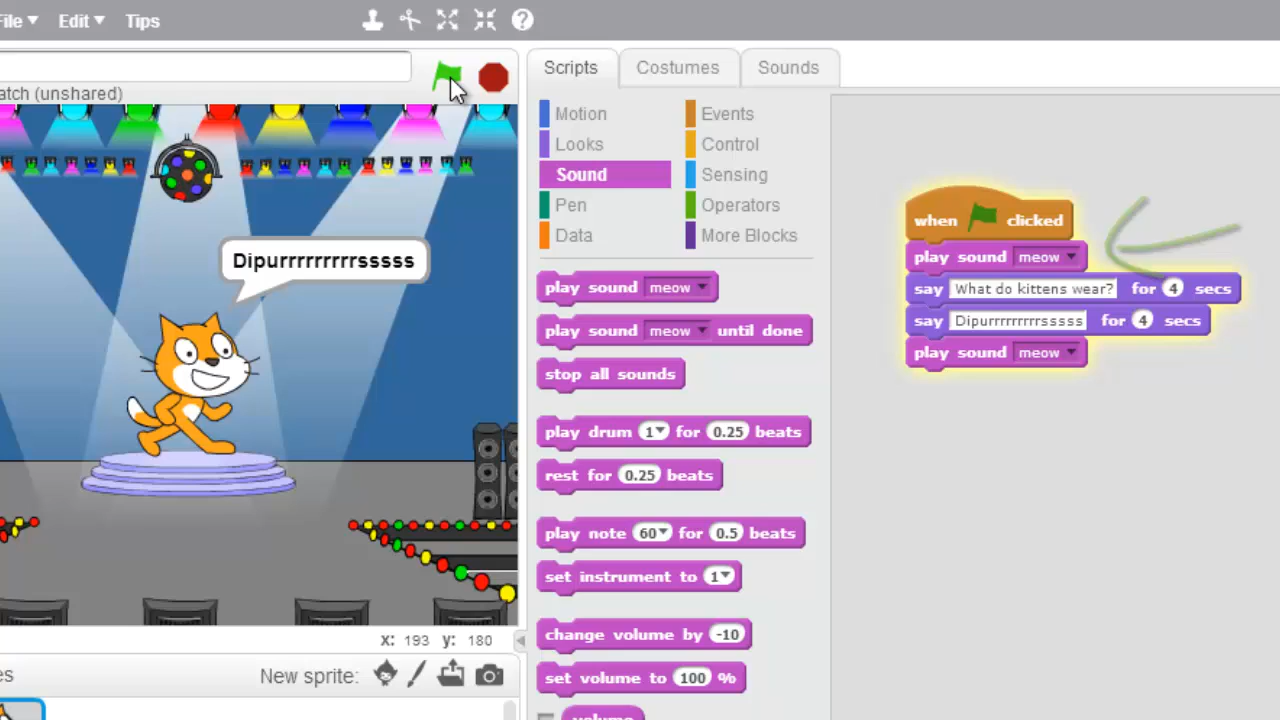 File Edit Tips
atch (unshared)
Dipurrrrrrrrrsssss
x: 193 y: 180
es New sprite:
Scripts Costumes Sounds
Motion Events
Looks Control
Sound Sensing
Pen Operators
Data More Blocks
play sound meow
play sound meow until done
stop all sounds
play drum 1 for 0.25 beats
rest for 0.25 beats
play note 60 for 0.5 beats
set instrument to 1
change volume by -10
set volume to 100 %
volume
when clicked
play sound meow
say What do kittens wear? for 4 secs
say Dipurrrrrrrrrsssss for 4 secs
play sound meow